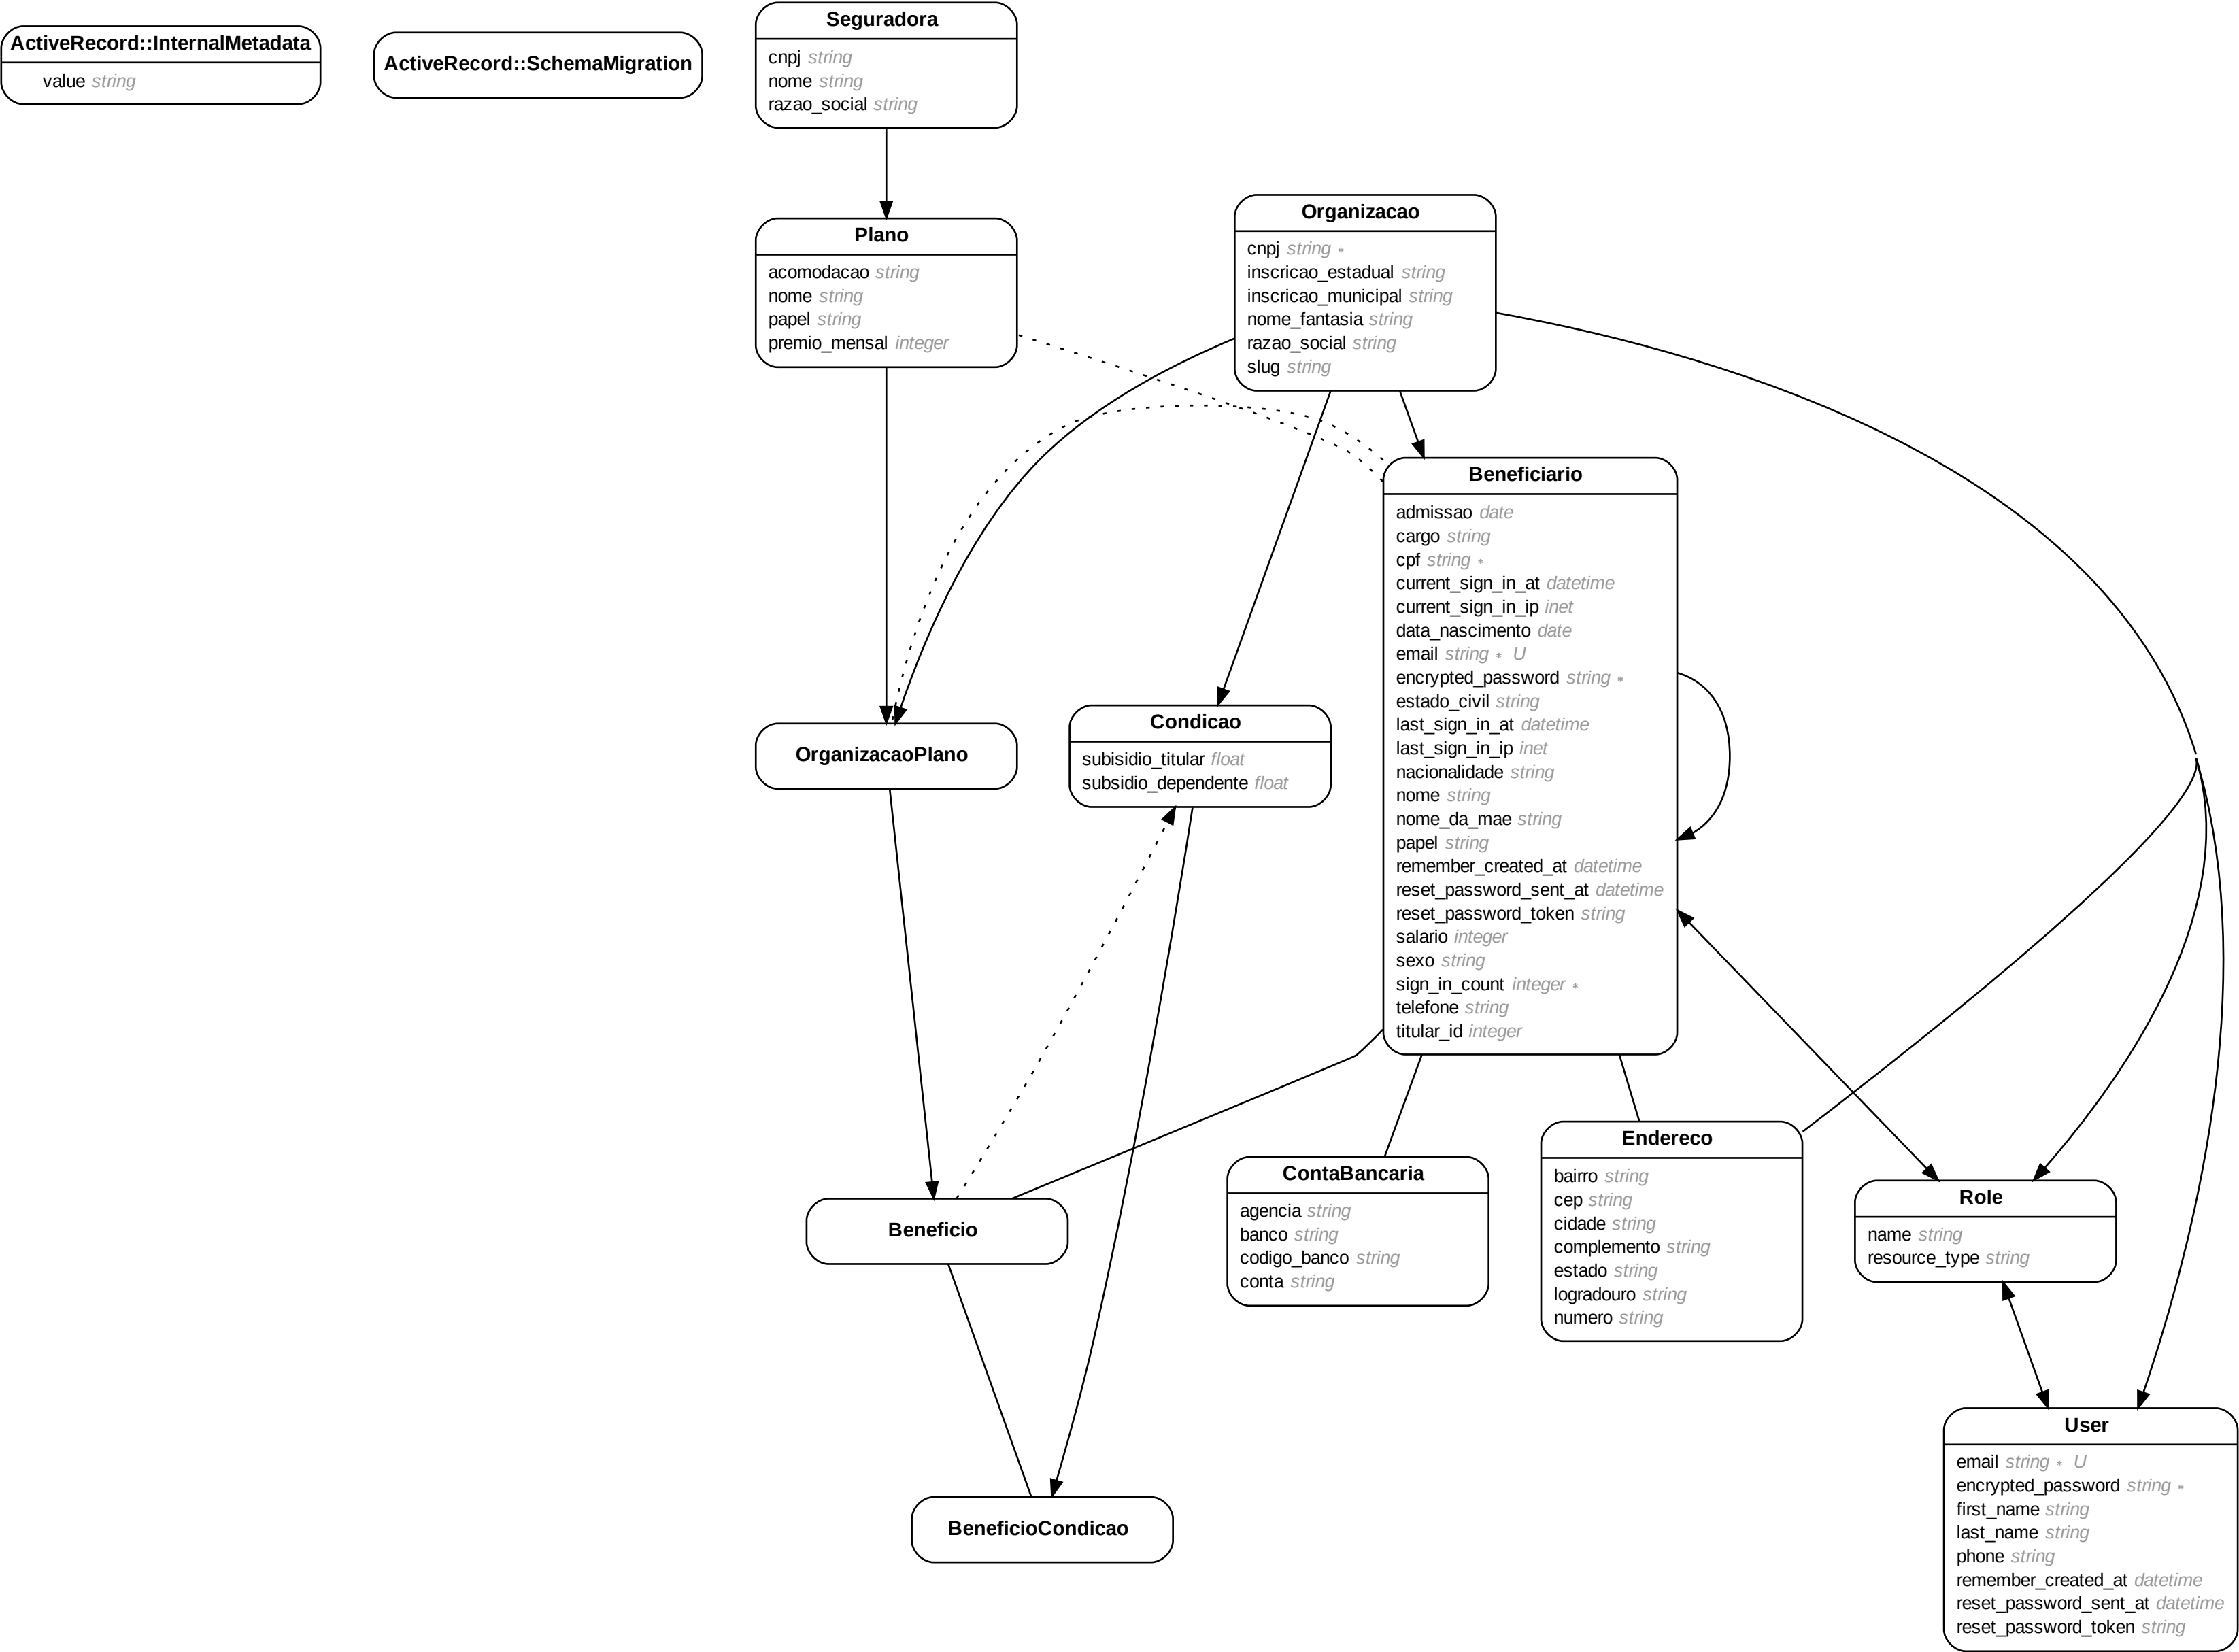 ActiveRecord::InternalMetadata
value string
ActiveRecord::SchemaMigration
Seguradora
cnpj string
nome string
razao_social string
Plano
acomodacao string
nome string
papel string
premio_mensal integer
Organizacao
cnpj string *
inscricao_estadual string
inscricao_municipal string
nome_fantasia string
razao_social string
slug string
Beneficiario
admissao date
cargo string
cpf string *
current_sign_in_at datetime
current_sign_in_ip inet
data_nascimento date
email string * U
encrypted_password string *
estado_civil string
last_sign_in_at datetime
last_sign_in_ip inet
nacionalidade string
nome string
nome_da_mae string
papel string
remember_created_at datetime
reset_password_sent_at datetime
reset_password_token string
salario integer
sexo string
sign_in_count integer *
telefone string
titular_id integer
OrganizacaoPlano
Condicao
subisidio_titular float
subsidio_dependente float
Beneficio
ContaBancaria
agencia string
banco string
codigo_banco string
conta string
Endereco
bairro string
cep string
cidade string
complemento string
estado string
logradouro string
numero string
Role
name string
resource_type string
BeneficioCondicao
User
email string * U
encrypted_password string *
first_name string
last_name string
phone string
remember_created_at datetime
reset_password_sent_at datetime
reset_password_token string